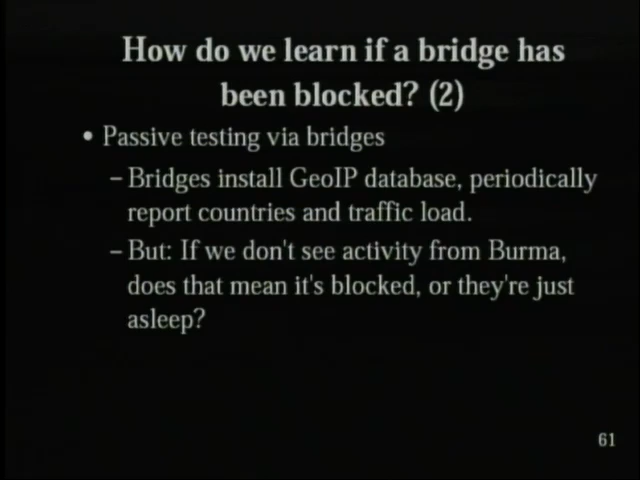 How do we learn if a bridge has
been blocked? (2)
• Passive testing via bridges
– Bridges install GeoIP database, periodically
report countries and traffic load.
– But: If we don't see activity from Burma,
does that mean it's blocked, or they're just
asleep?
61